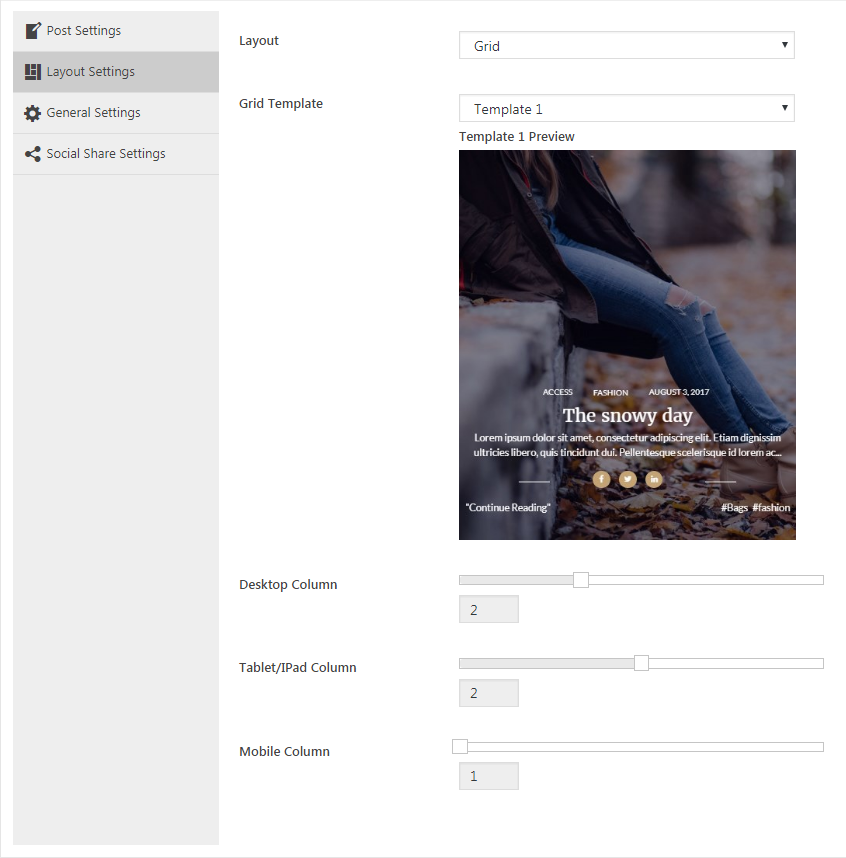 Post Settings
Layout Settings
General Settings
Social Share Settings
Layout
Grid
Grid Template
Template 1
Template 1 Preview
ACCESS FASHION AUGUST 3, 2017
The snowy day
Lorem ipsum dolor sit amet, consectetur adipiscing elit. Etiam dignissim
ultricies libero, quis tincidunt dui. Pellentesque scelerisque id lorem ac...
"Continue Reading" #Bags #fashion
Desktop Column
2
Tablet/IPad Column
2
Mobile Column
1